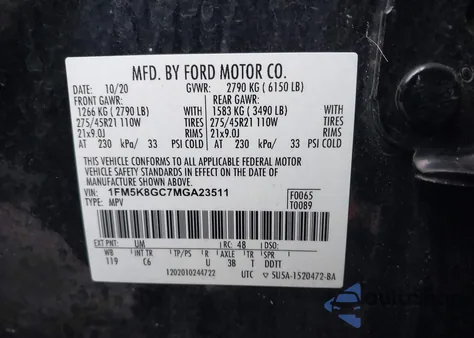 MFD. BY FORD MOTOR CO.
10/20 GVWR: 2790 KG ( 6150 LB)
FRONT GAWR: REAR GAWR:
1266 KG ( 2790 LB) WITH 1583 KG ( 3490 LB) WITH
275/45R21 110W TIRES 275/45R21 110W TIRES
21x9.0J RIMS 21x9.0J RIMS
AT 230 kPa/ 33 PSI COLD AT 230 kPa/ 33 PSI COLD
THIS VEHICLE CONFORMS TO ALL APPLICABLE FEDERAL MOTOR
VEHICLE SAFETY STANDARDS IN EFFECT ON THE DATE OF
MANUFACTURE SHOWN ABOVE.
VIN: 1FM5K8GC7MGA23511 F0065
TYPE: MPV T0089
EXT PNT: UM RC: 48 DSO:
WB INT TR TP/PS R AXLE TR SPR
119 C6 U 38 T DDTT
1202010244722 UTC 5U5A-1520472-BA